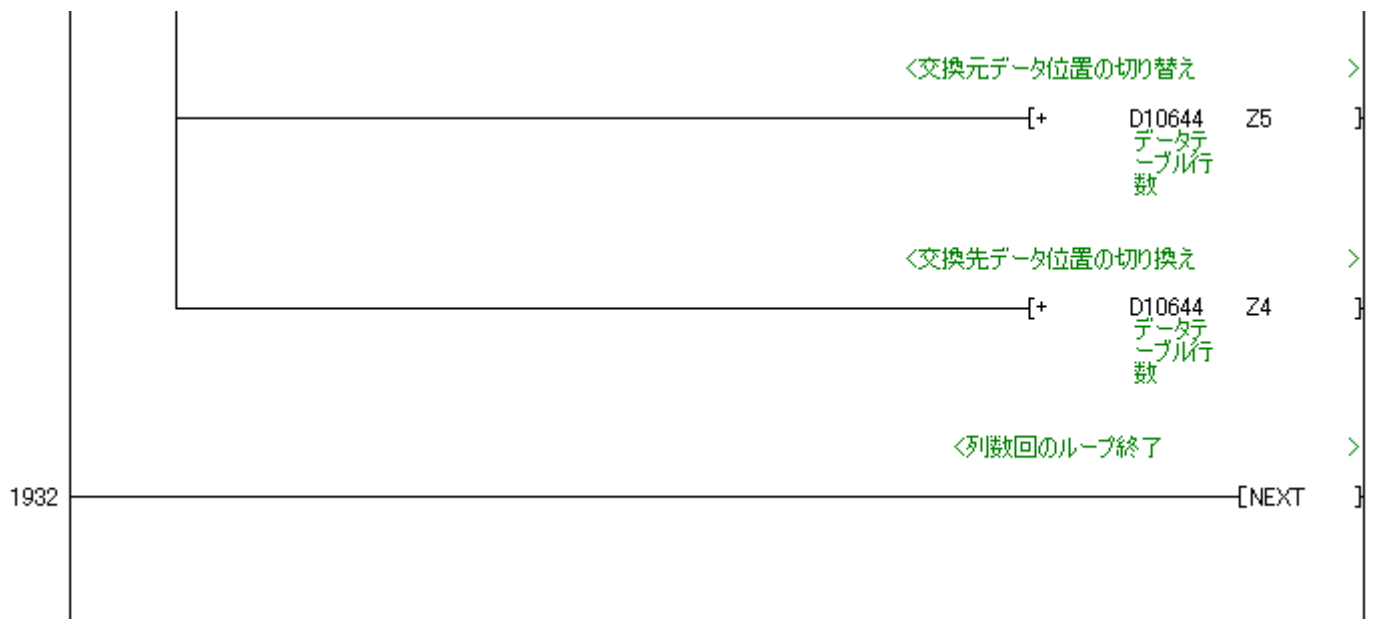 <交換元データ位置の切り替え >
[+ D10644 Z5 ]
データテ
ーブル行
数
<交換先データ位置の切り換え >
[+ D10644 Z4 ]
データテ
ーブル行
数
<列数回のループ終了 >
1932 [NEXT ]